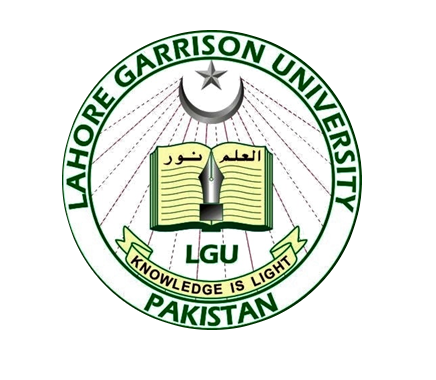 LAHORE GARRISON UNIVERSITY
العلم نور
LGU
KNOWLEDGE IS LIGHT
PAKISTAN